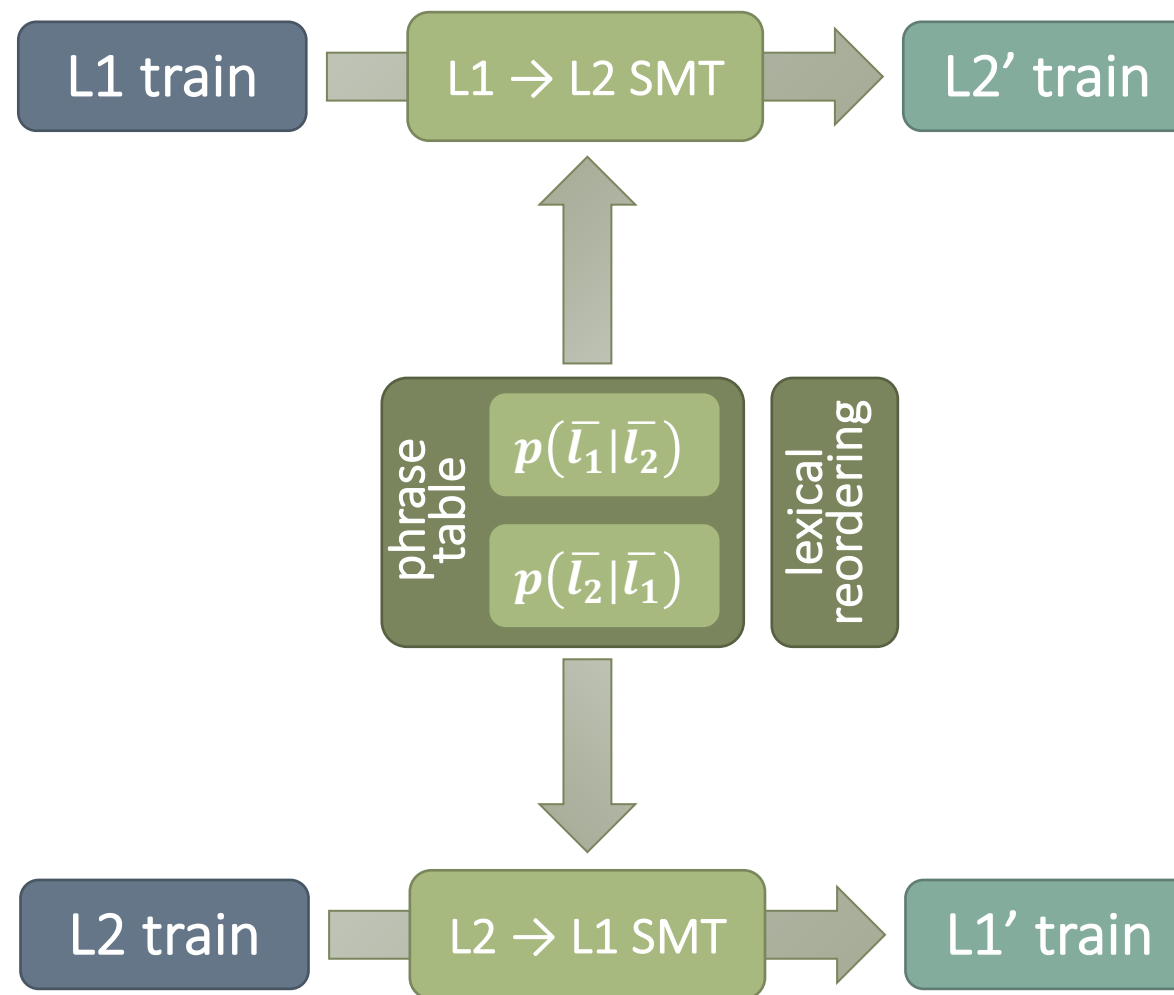 L1 train
L1 → L2 SMT
L2’ train
phrase
table
p(l̅₁|l̅₂)
p(l̅₂|l̅₁)
lexical
reordering
L2 train
L2 → L1 SMT
L1’ train